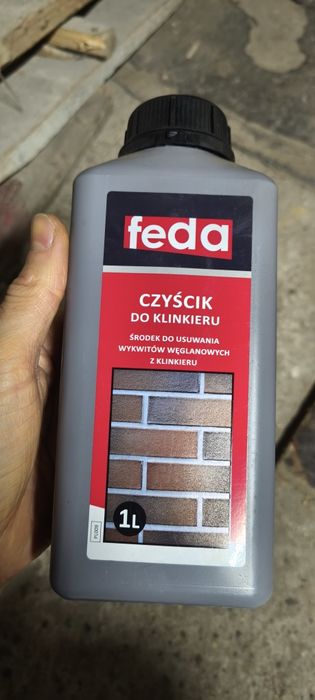 feda
CZYŚCIK
DO KLINKIERU
ŚRODEK DO USUWANIA
WYKWITÓW WĘGLANOWYCH
Z KLINKIERU
1L